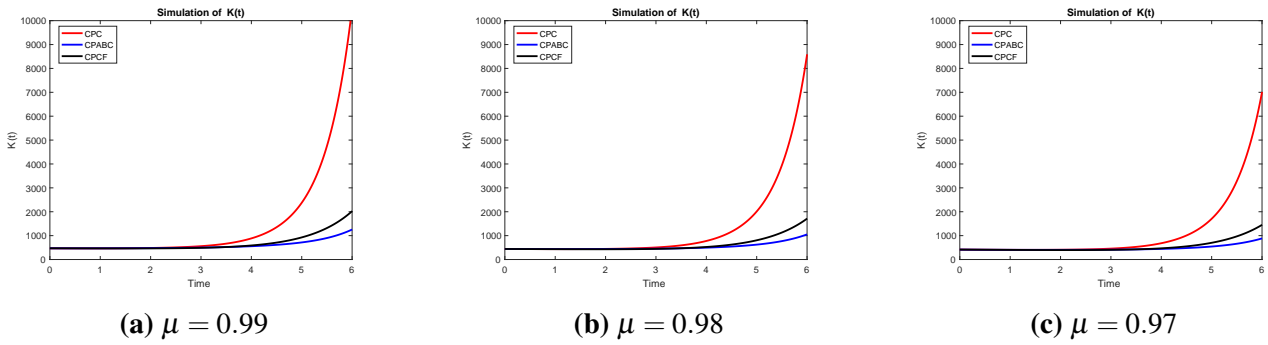 Simulation of K(t)
10000
9000
8000
7000
6000
5000
4000
3000
2000
1000
0
K(t)
CPC
CPABC
CPCF
0 1 2 3 4 5 6
Time
(a) μ = 0.99
Simulation of K(t)
10000
9000
8000
7000
6000
5000
4000
3000
2000
1000
0
K(t)
CPC
CPABC
CPCF
0 1 2 3 4 5 6
Time
(b) μ = 0.98
Simulation of K(t)
10000
9000
8000
7000
6000
5000
4000
3000
2000
1000
0
K(t)
CPC
CPABC
CPCF
0 1 2 3 4 5 6
Time
(c) μ = 0.97